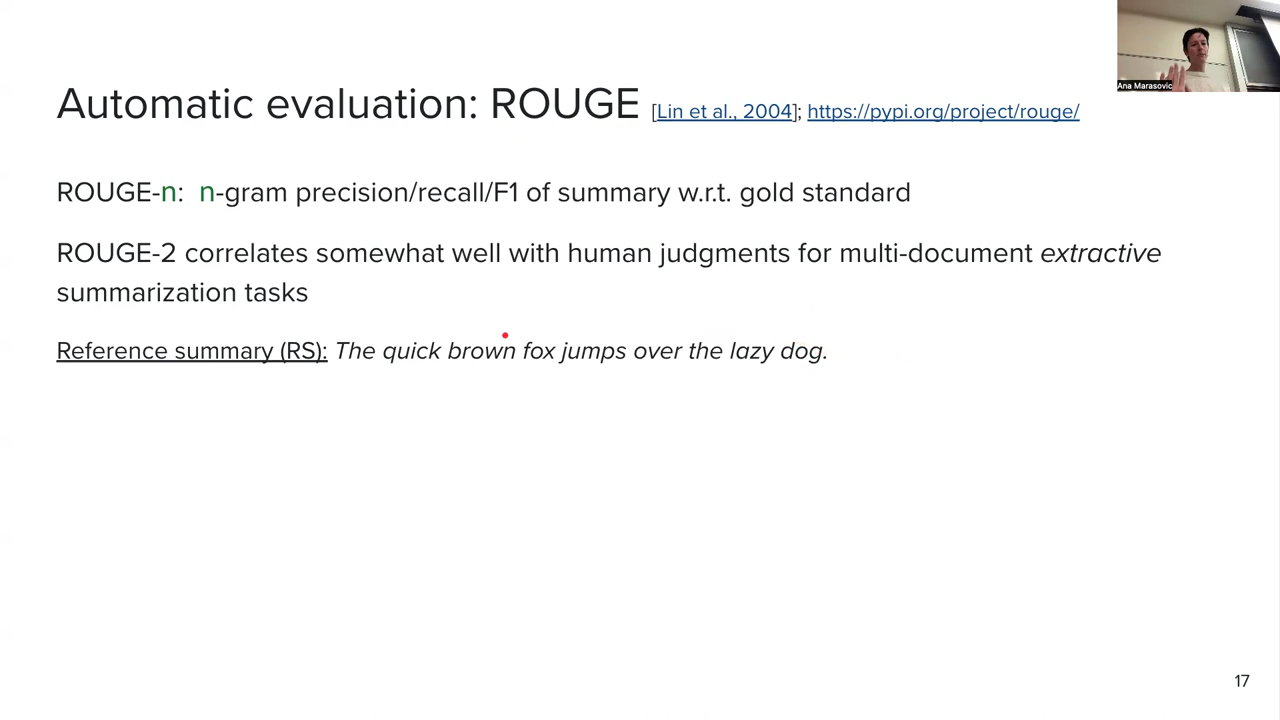 Ana Marasovic
Automatic evaluation: ROUGE [Lin et al., 2004]; https://pypi.org/project/rouge/
ROUGE-n: n-gram precision/recall/F1 of summary w.r.t. gold standard
ROUGE-2 correlates somewhat well with human judgments for multi-document extractive
summarization tasks
Reference summary (RS): The quick brown fox jumps over the lazy dog.
17